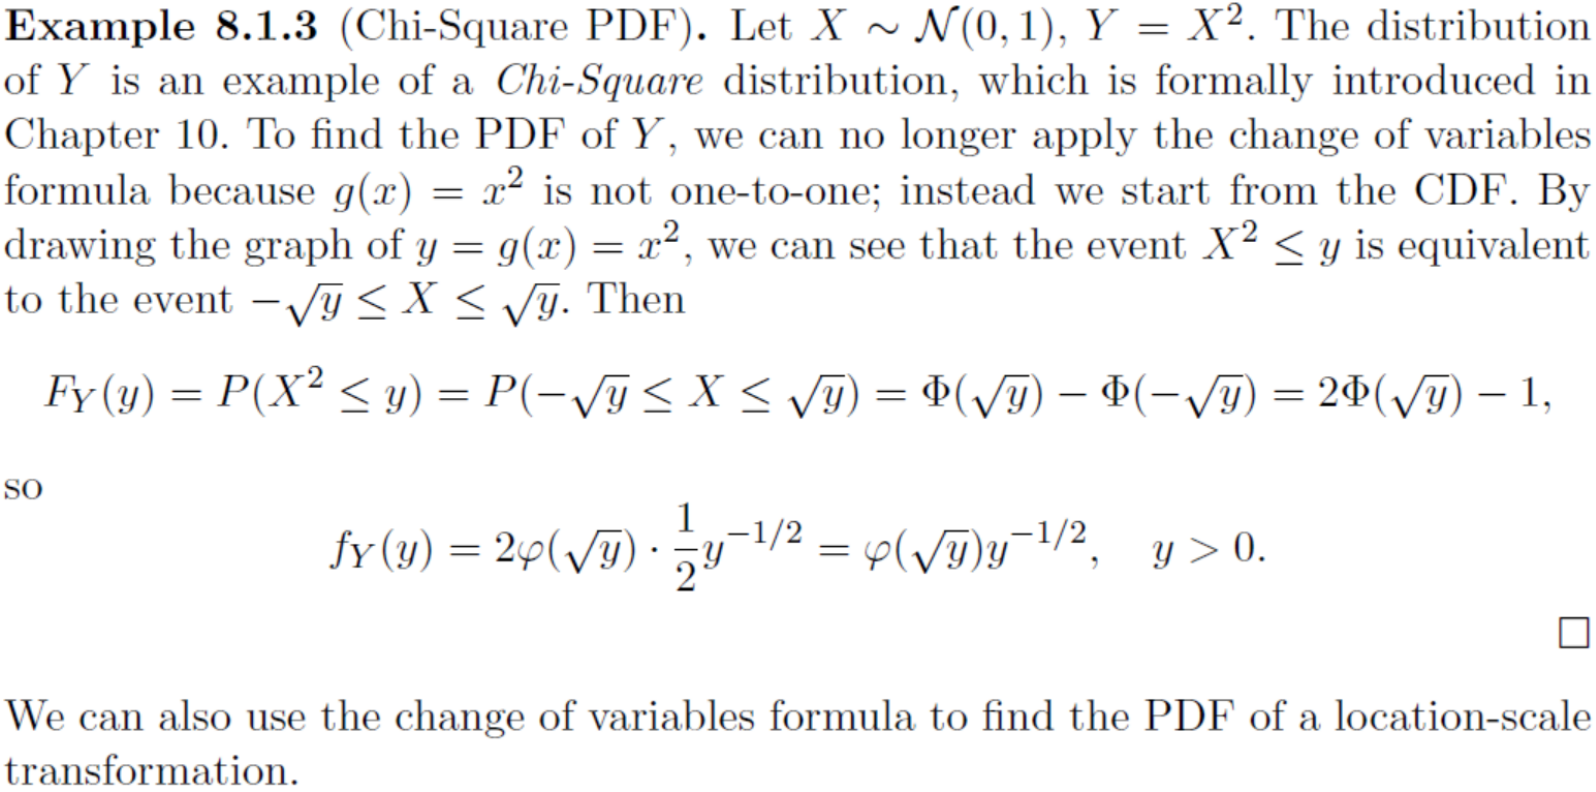 Example 8.1.3 (Chi-Square PDF). Let X ∼ 𝒩(0, 1), Y = X². The distribution
of Y is an example of a Chi-Square distribution, which is formally introduced in
Chapter 10. To find the PDF of Y, we can no longer apply the change of variables
formula because g(x) = x² is not one-to-one; instead we start from the CDF. By
drawing the graph of y = g(x) = x², we can see that the event X² ≤ y is equivalent
to the event −√y ≤ X ≤ √y. Then
F_Y(y) = P(X² ≤ y) = P(−√y ≤ X ≤ √y) = Φ(√y) − Φ(−√y) = 2Φ(√y) − 1,
so
f_Y(y) = 2φ(√y) · 1/2 y^{−1/2} = φ(√y)y^{−1/2}, y > 0.
□
We can also use the change of variables formula to find the PDF of a location-scale
transformation.